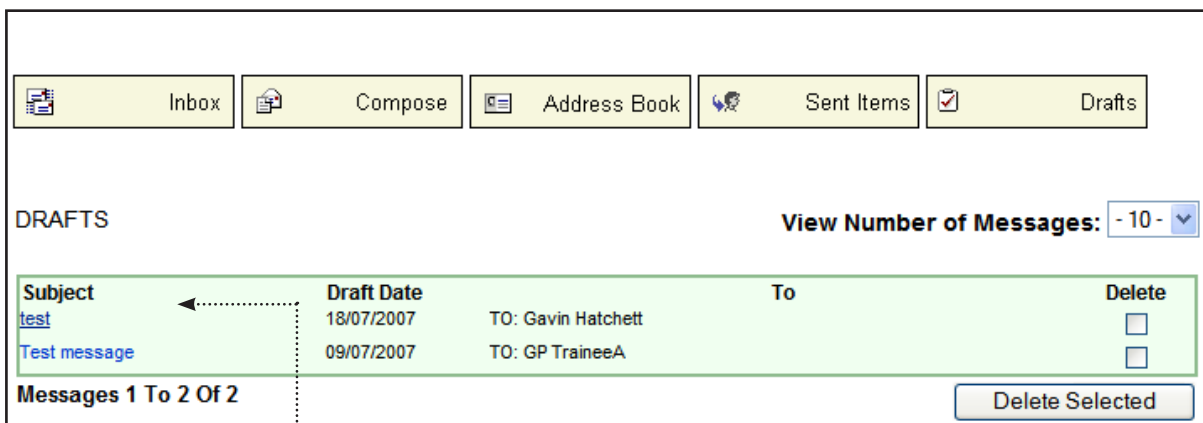 Inbox Compose Address Book Sent Items Drafts
DRAFTS View Number of Messages: - 10 -
Subject Draft Date To Delete
test 18/07/2007 TO: Gavin Hatchett
Test message 09/07/2007 TO: GP TraineeA
Messages 1 To 2 Of 2 Delete Selected